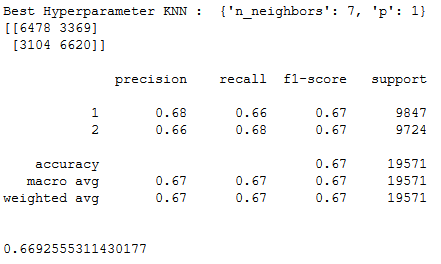 Best Hyperparameter KNN :  {'n_neighbors': 7, 'p': 1}
[[6478 3369]
 [3104 6620]]
              precision    recall  f1-score   support
           1       0.68      0.66      0.67      9847
           2       0.66      0.68      0.67      9724
    accuracy                           0.67     19571
   macro avg       0.67      0.67      0.67     19571
weighted avg       0.67      0.67      0.67     19571
0.6692555311430177